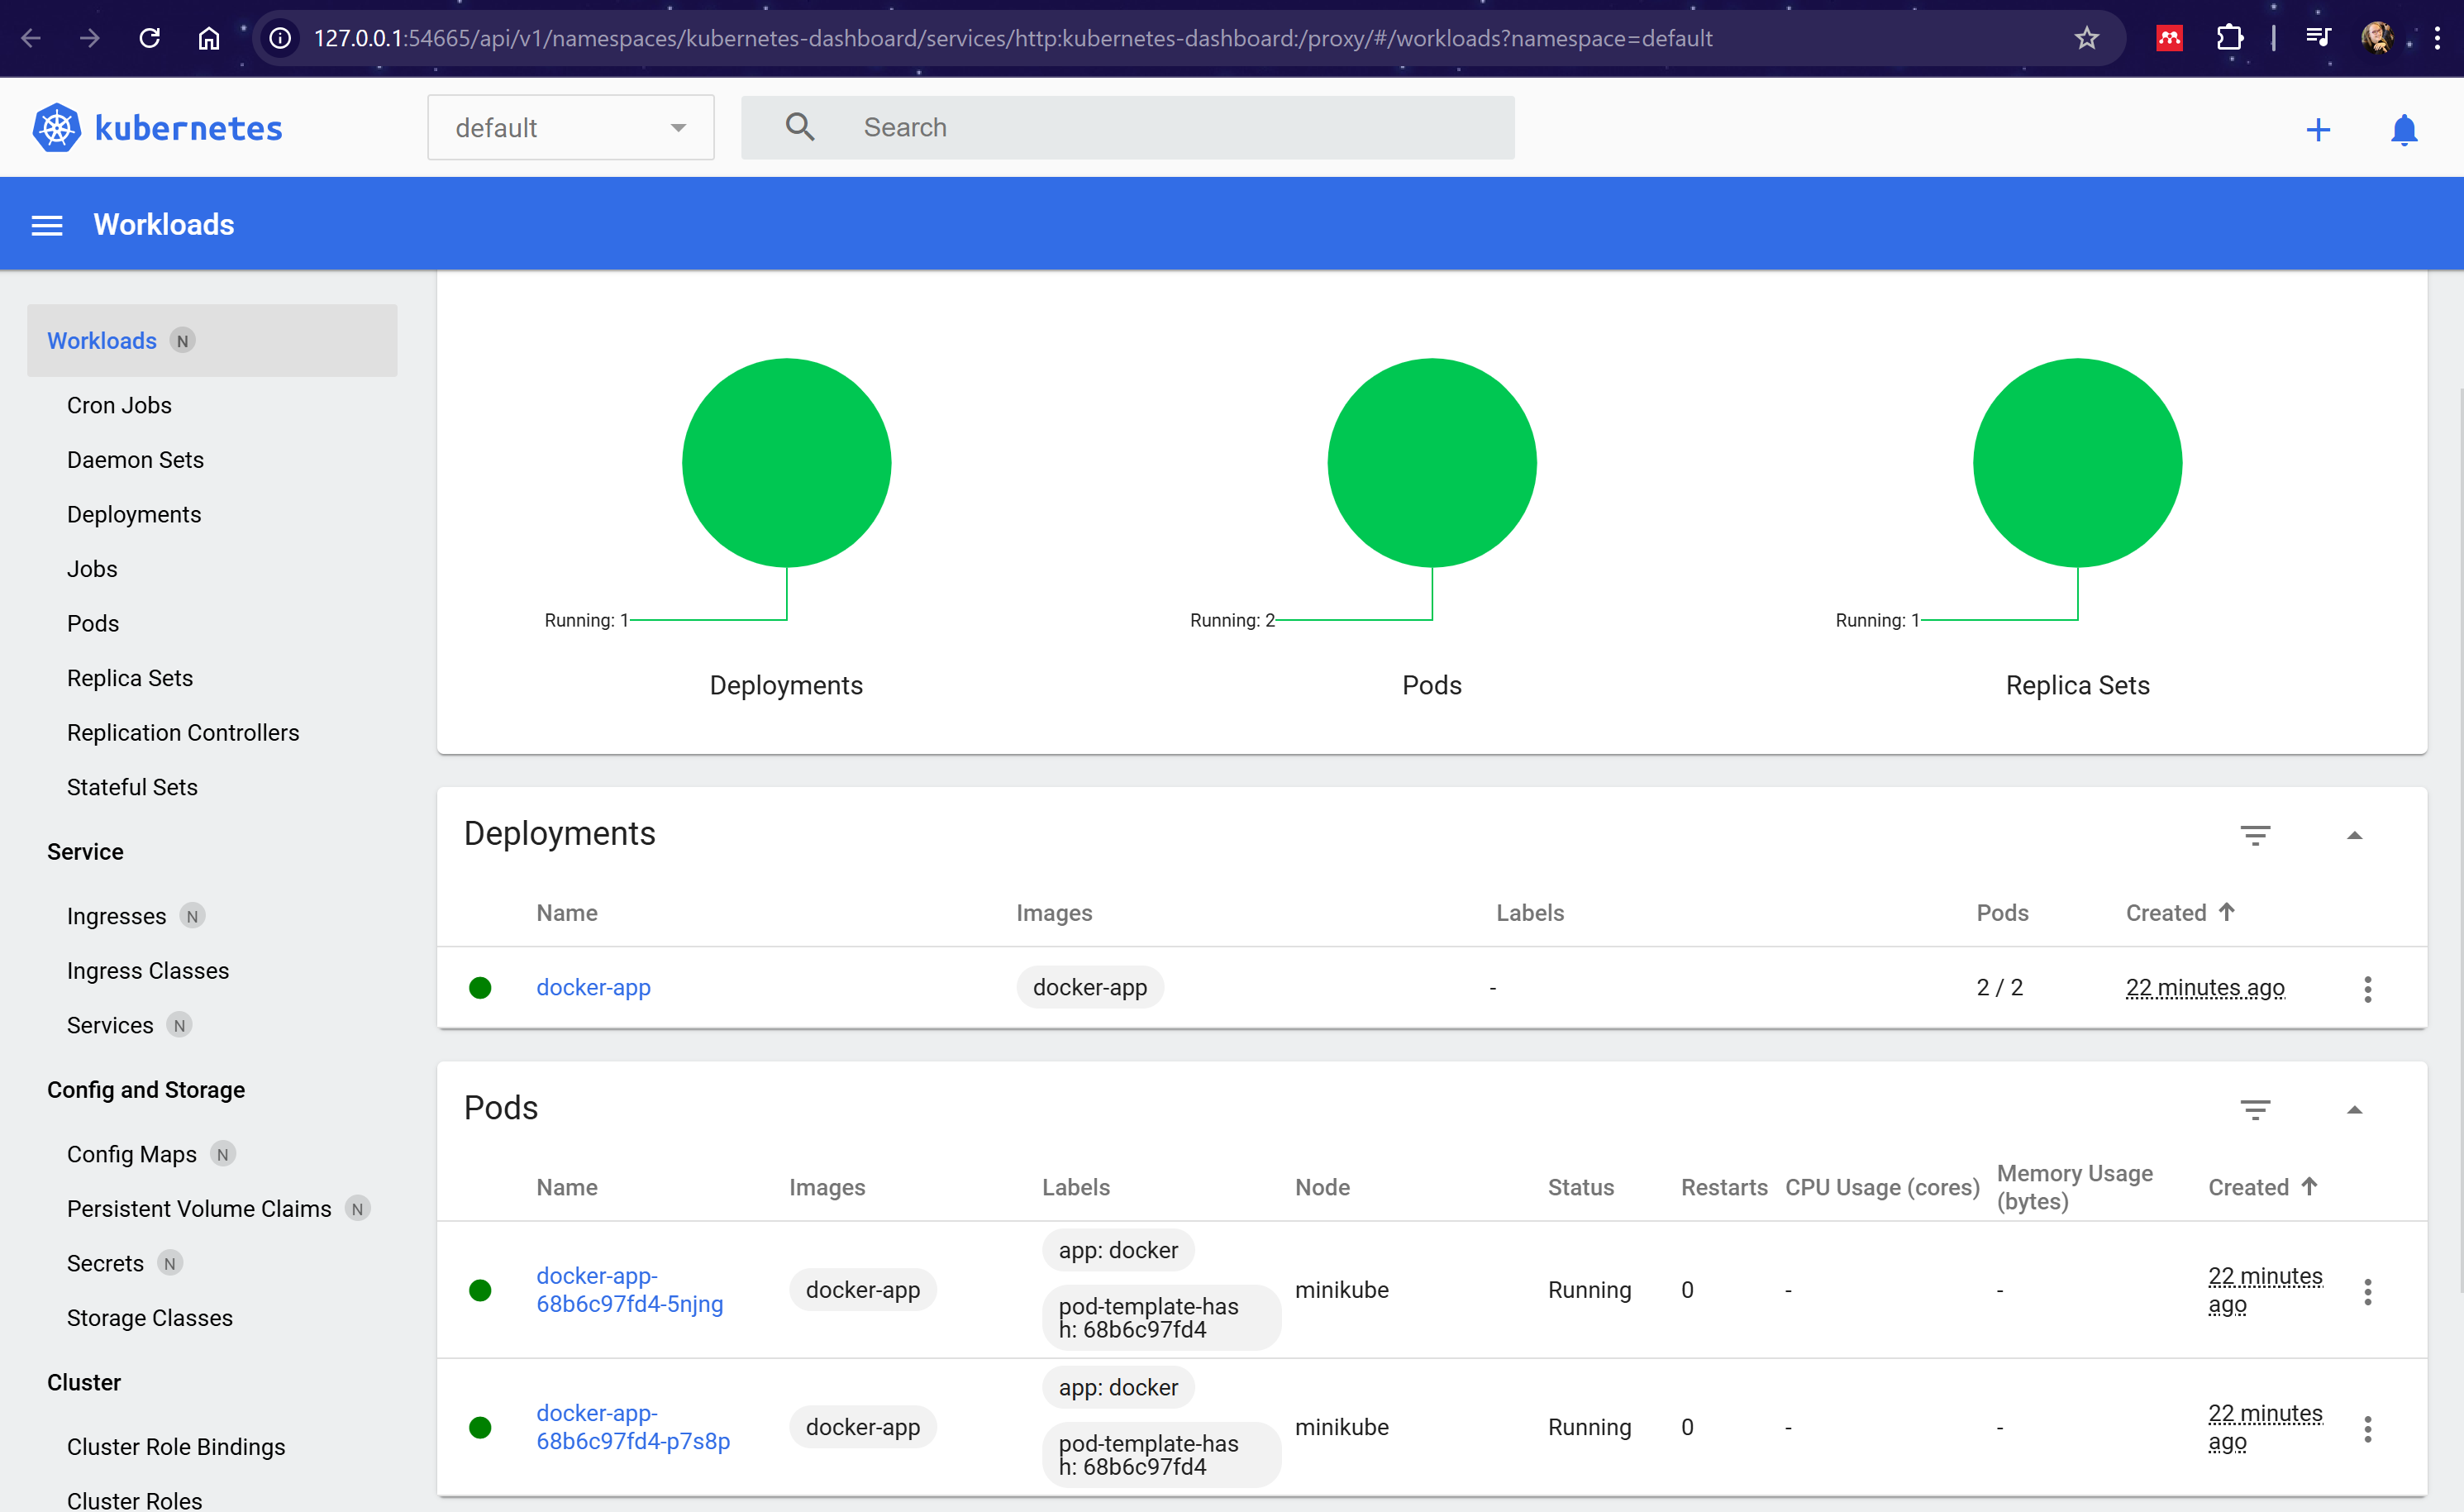 127.0.0.1:54665/api/v1/namespaces/kubernetes-dashboard/services/http:kubernetes-dashboard:/proxy/#/workloads?namespace=default
kubernetes
default
Search
Workloads
Workloads N
Cron Jobs
Daemon Sets
Deployments
Jobs
Pods
Replica Sets
Replication Controllers
Stateful Sets
Service
Ingresses N
Ingress Classes
Services N
Config and Storage
Config Maps N
Persistent Volume Claims N
Secrets N
Storage Classes
Cluster
Cluster Role Bindings
Cluster Roles
Running: 1
Deployments
Running: 2
Pods
Running: 1
Replica Sets
Deployments
Name Images Labels Pods Created
docker-app docker-app - 2 / 2 22 minutes ago
Pods
Name Images Labels Node Status Restarts CPU Usage (cores) Memory Usage
(bytes) Created
docker-app-
68b6c97fd4-5njng
docker-app
app: docker
pod-template-has
h: 68b6c97fd4
minikube Running 0 - -
22 minutes
ago
docker-app-
68b6c97fd4-p7s8p
docker-app
app: docker
pod-template-has
h: 68b6c97fd4
minikube Running 0 - -
22 minutes
ago